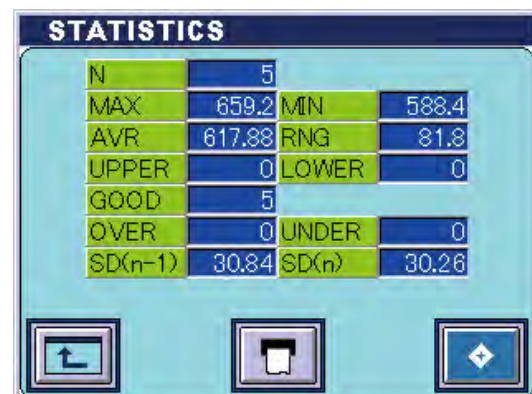 STATISTICS
N 5
MAX 659.2 MIN 588.4
AVR 617.88 RNG 81.8
UPPER 0 LOWER 0
GOOD 5
OVER 0 UNDER 0
SD(n-1) 30.84 SD(n) 30.26